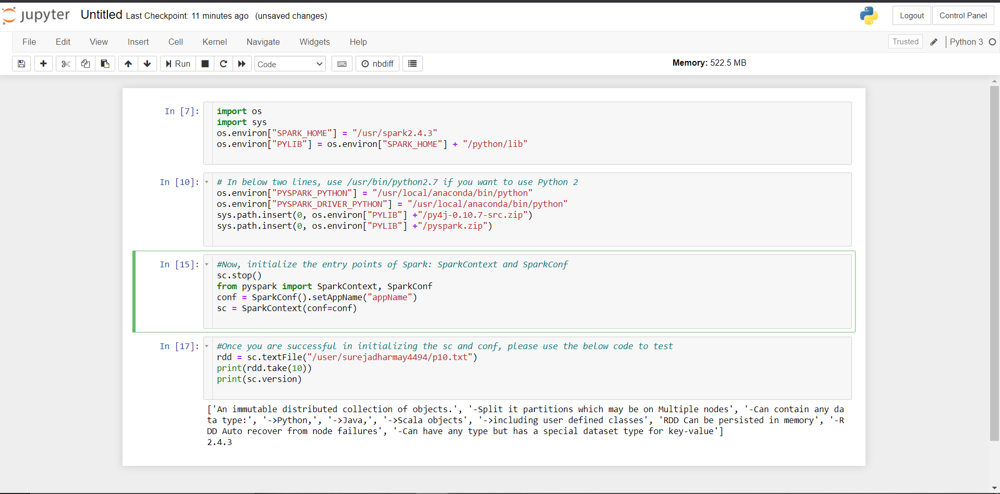 jupyter Untitled Last Checkpoint: 11 minutes ago (unsaved changes) Logout Control Panel
File Edit View Insert Cell Kernel Navigate Widgets Help Trusted Python 3
Run Code nbdiff Memory: 522.5 MB
In [7]: import os
import sys
os.environ["SPARK_HOME"] = "/usr/spark2.4.3"
os.environ["PYLIB"] = os.environ["SPARK_HOME"] + "/python/lib"
In [10]: # In below two lines, use /usr/bin/python2.7 if you want to use Python 2
os.environ["PYSPARK_PYTHON"] = "/usr/local/anaconda/bin/python"
os.environ["PYSPARK_DRIVER_PYTHON"] = "/usr/local/anaconda/bin/python"
sys.path.insert(0, os.environ["PYLIB"] +"/py4j-0.10.7-src.zip")
sys.path.insert(0, os.environ["PYLIB"] +"/pyspark.zip")
In [15]: #Now, initialize the entry points of Spark: SparkContext and SparkConf
sc.stop()
from pyspark import SparkContext, SparkConf
conf = SparkConf().setAppName("appName")
sc = SparkContext(conf=conf)
In [17]: #Once you are successful in initializing the sc and conf, please use the below code to test
rdd = sc.textFile("/user/surejadharmay4494/p10.txt")
print(rdd.take(10))
print(sc.version)
['An immutable distributed collection of objects.', '-Split it partitions which may be on Multiple nodes', '-Can contain any da
ta type:', '->Python,', '->Java,', '->Scala objects', '->including user defined classes', 'RDD Can be persisted in memory', '-R
DD Auto recover from node failures', '-Can have any type but has a special dataset type for key-value']
2.4.3